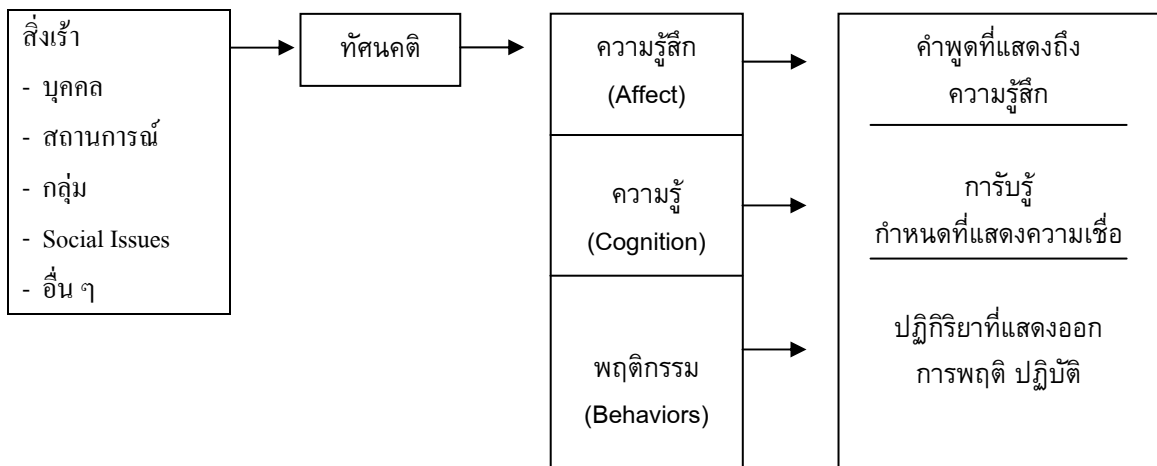 สิ่งเร้า
- บุคคล
- สถานการณ์
- กลุ่ม
- Social Issues
- อื่น ๆ
ทัศนคติ
ความรู้สึก
(Affect)
ความรู้
(Cognition)
พฤติกรรม
(Behaviors)
คำพูดที่แสดงถึง
ความรู้สึก
การับรู้
กำหนดที่แสดงความเชื่อ
ปฏิกิริยาที่แสดงออก
การพฤติ ปฏิบัติ